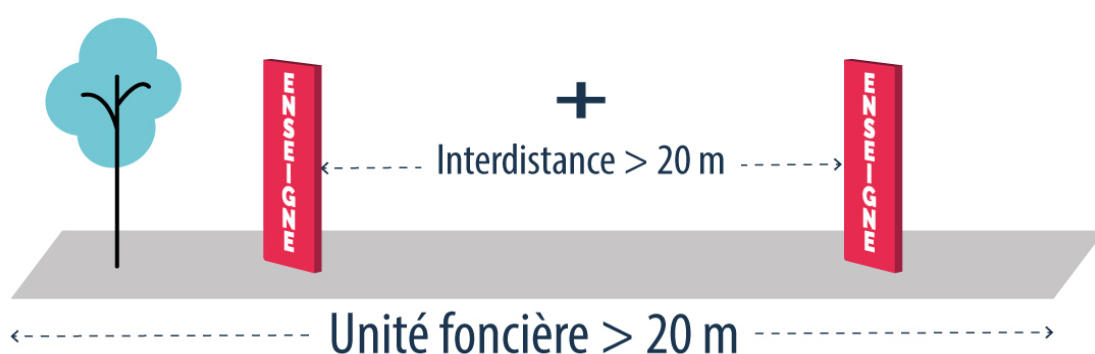 ENSEIGNE
ENSEIGNE
+
Interdistance > 20 m
Unité foncière > 20 m